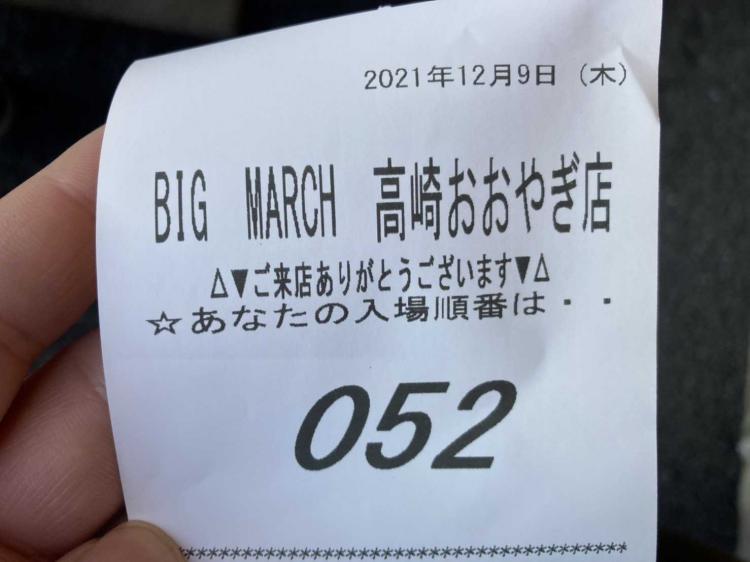 2021年12月9日（木）
BIG MARCH 高崎おおやぎ店
△▼ご来店ありがとうございます▼△
☆あなたの入場順番は・・
052
******************************************